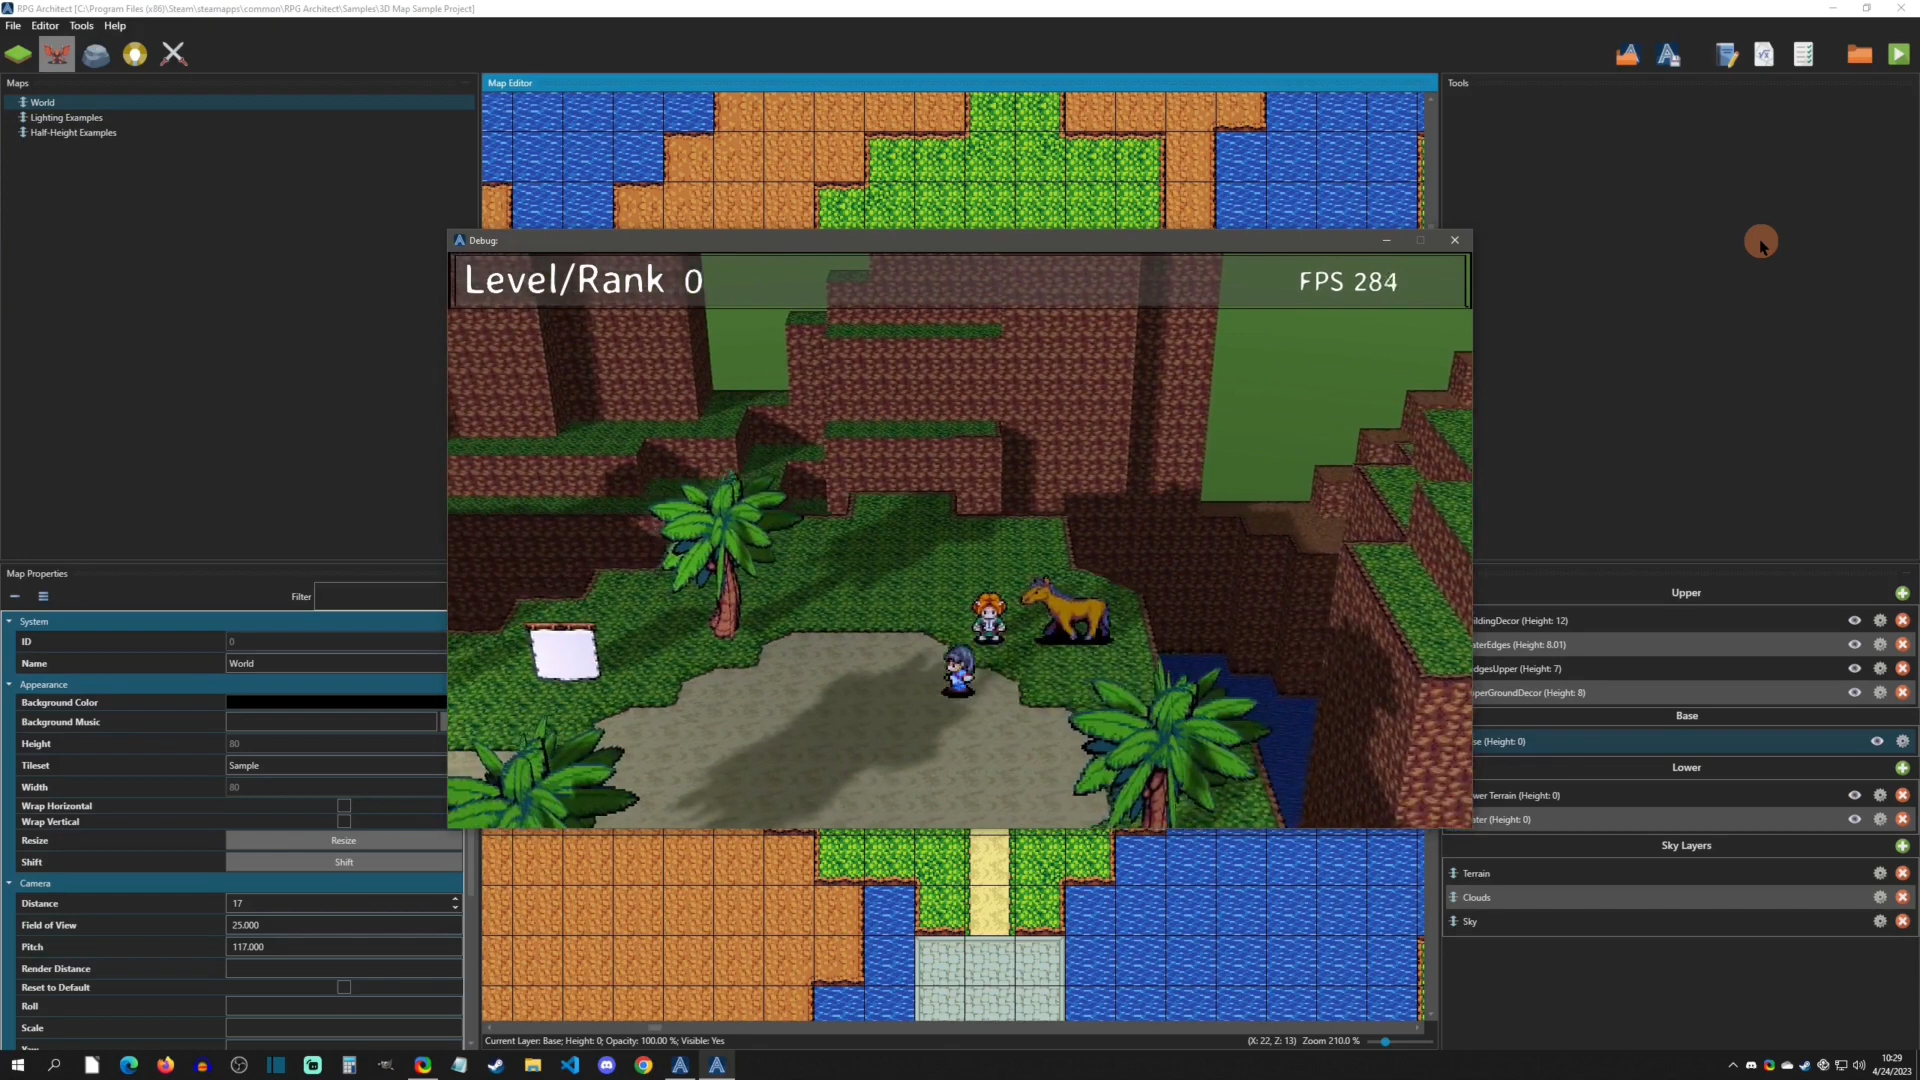 RPG Architect [C:\Program Files (x86)\Steam\steamapps\common\RPG Architect\Samples\3D Map Sample Project]
File Editor Tools Help
Maps
World
Lighting Examples
Half-Height Examples
Map Editor
Tools
Debug:
Level/Rank 0
FPS 284
Map Properties
Filter
System
ID 0
Name World
Appearance
Background Color
Background Music
Height 80
Tileset Sample
Width 80
Wrap Horizontal
Wrap Vertical
Resize Resize
Shift Shift
Camera
Distance 17
Field of View 25.000
Pitch 117.000
Render Distance
Reset to Default
Roll
Scale
Upper
ildingDecor (Height: 12)
aterEdges (Height: 8.01)
dgesUpper (Height: 7)
perGroundDecor (Height: 8)
Base
se (Height: 0)
Lower
wer Terrain (Height: 0)
ater (Height: 0)
Sky Layers
Terrain
Clouds
Sky
Current Layer: Base; Height: 0; Opacity: 100.00 %; Visible: Yes
(X: 22, Z: 13) Zoom 210.0 %
10:29
4/24/2023